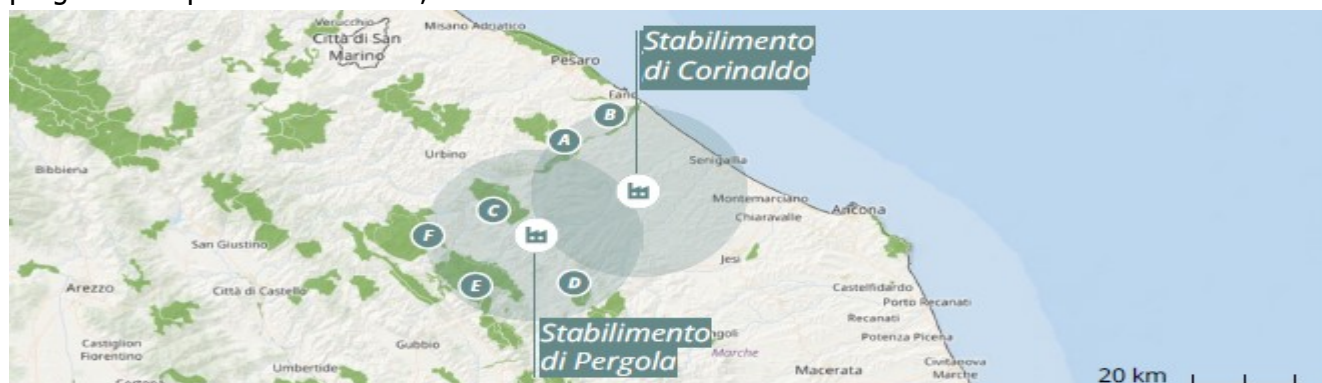 Verucchio
Città di San
Marino
Misano Adriatico
Pesaro
Stabilimento
di Corinaldo
Fano
B
A
Urbino
Bibbiena
Senigallia
C
Montemarciano
Chiaravalle
Ancona
F
San Giustino
Jesi
E
D
Arezzo
Città di Castello
Castelfidardo
Porto Recanati
Recanati
Stabilimento
di Pergola
Potenza Picena
Gubbio
Marche
Castiglion
Fiorentino
Umbertide
Macerata
Civitanova
Marche
20 km